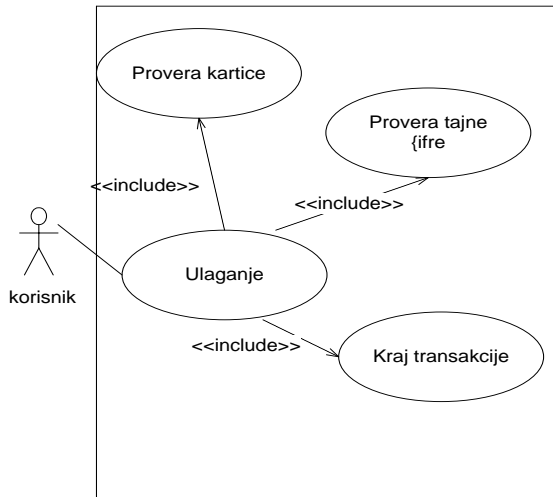 Provera kartice
Provera tajne
{ifre
<<include>>
<<include>>
Ulaganje
korisnik
<<include>>
Kraj transakcije